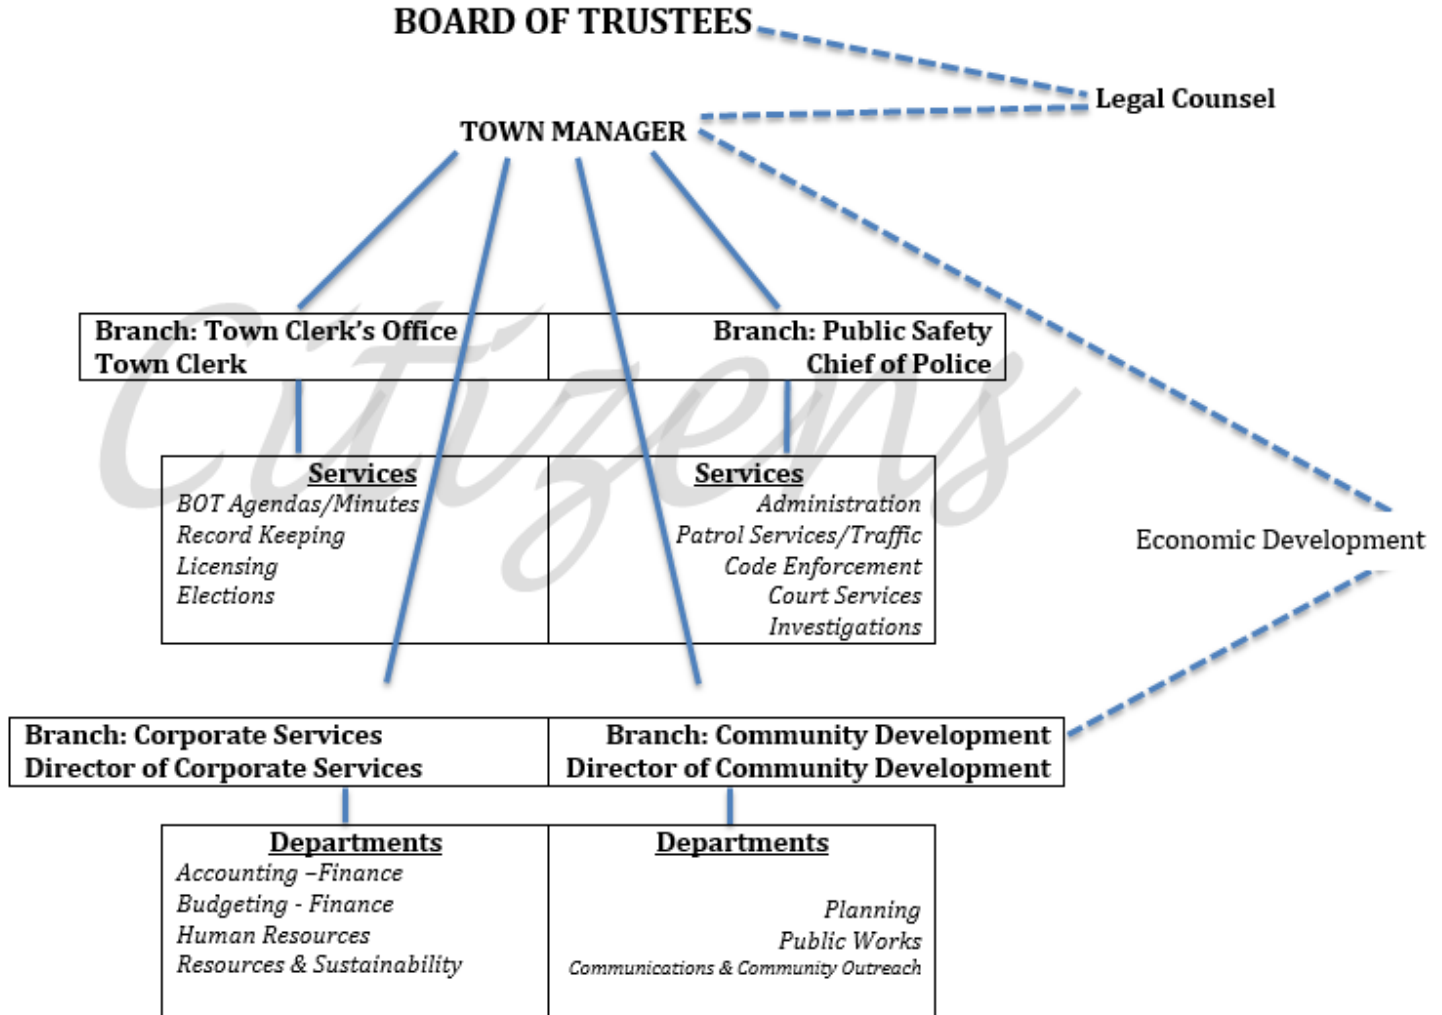 BOARD OF TRUSTEES
Legal Counsel
TOWN MANAGER
Citizens
Branch: Town Clerk's Office
Town Clerk
Branch: Public Safety
Chief of Police
Services
BOT Agendas/Minutes
Record Keeping
Licensing
Elections
Services
Administration
Patrol Services/Traffic
Code Enforcement
Court Services
Investigations
Economic Development
Branch: Corporate Services
Director of Corporate Services
Branch: Community Development
Director of Community Development
Departments
Accounting –Finance
Budgeting - Finance
Human Resources
Resources & Sustainability
Departments
Planning
Public Works
Communications & Community Outreach